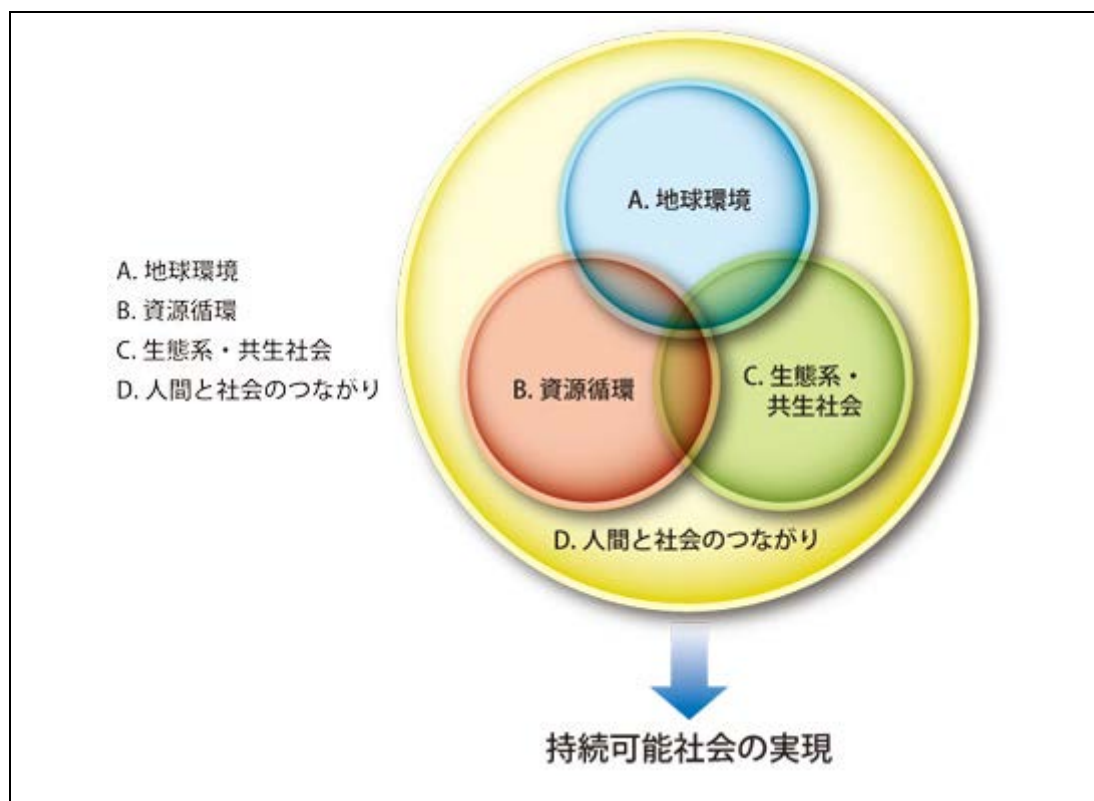 A. 地球環境
B. 資源循環
C. 生態系・共生社会
D. 人間と社会のつながり
A. 地球環境
B. 資源循環
C. 生態系・
共生社会
D. 人間と社会のつながり
持続可能社会の実現